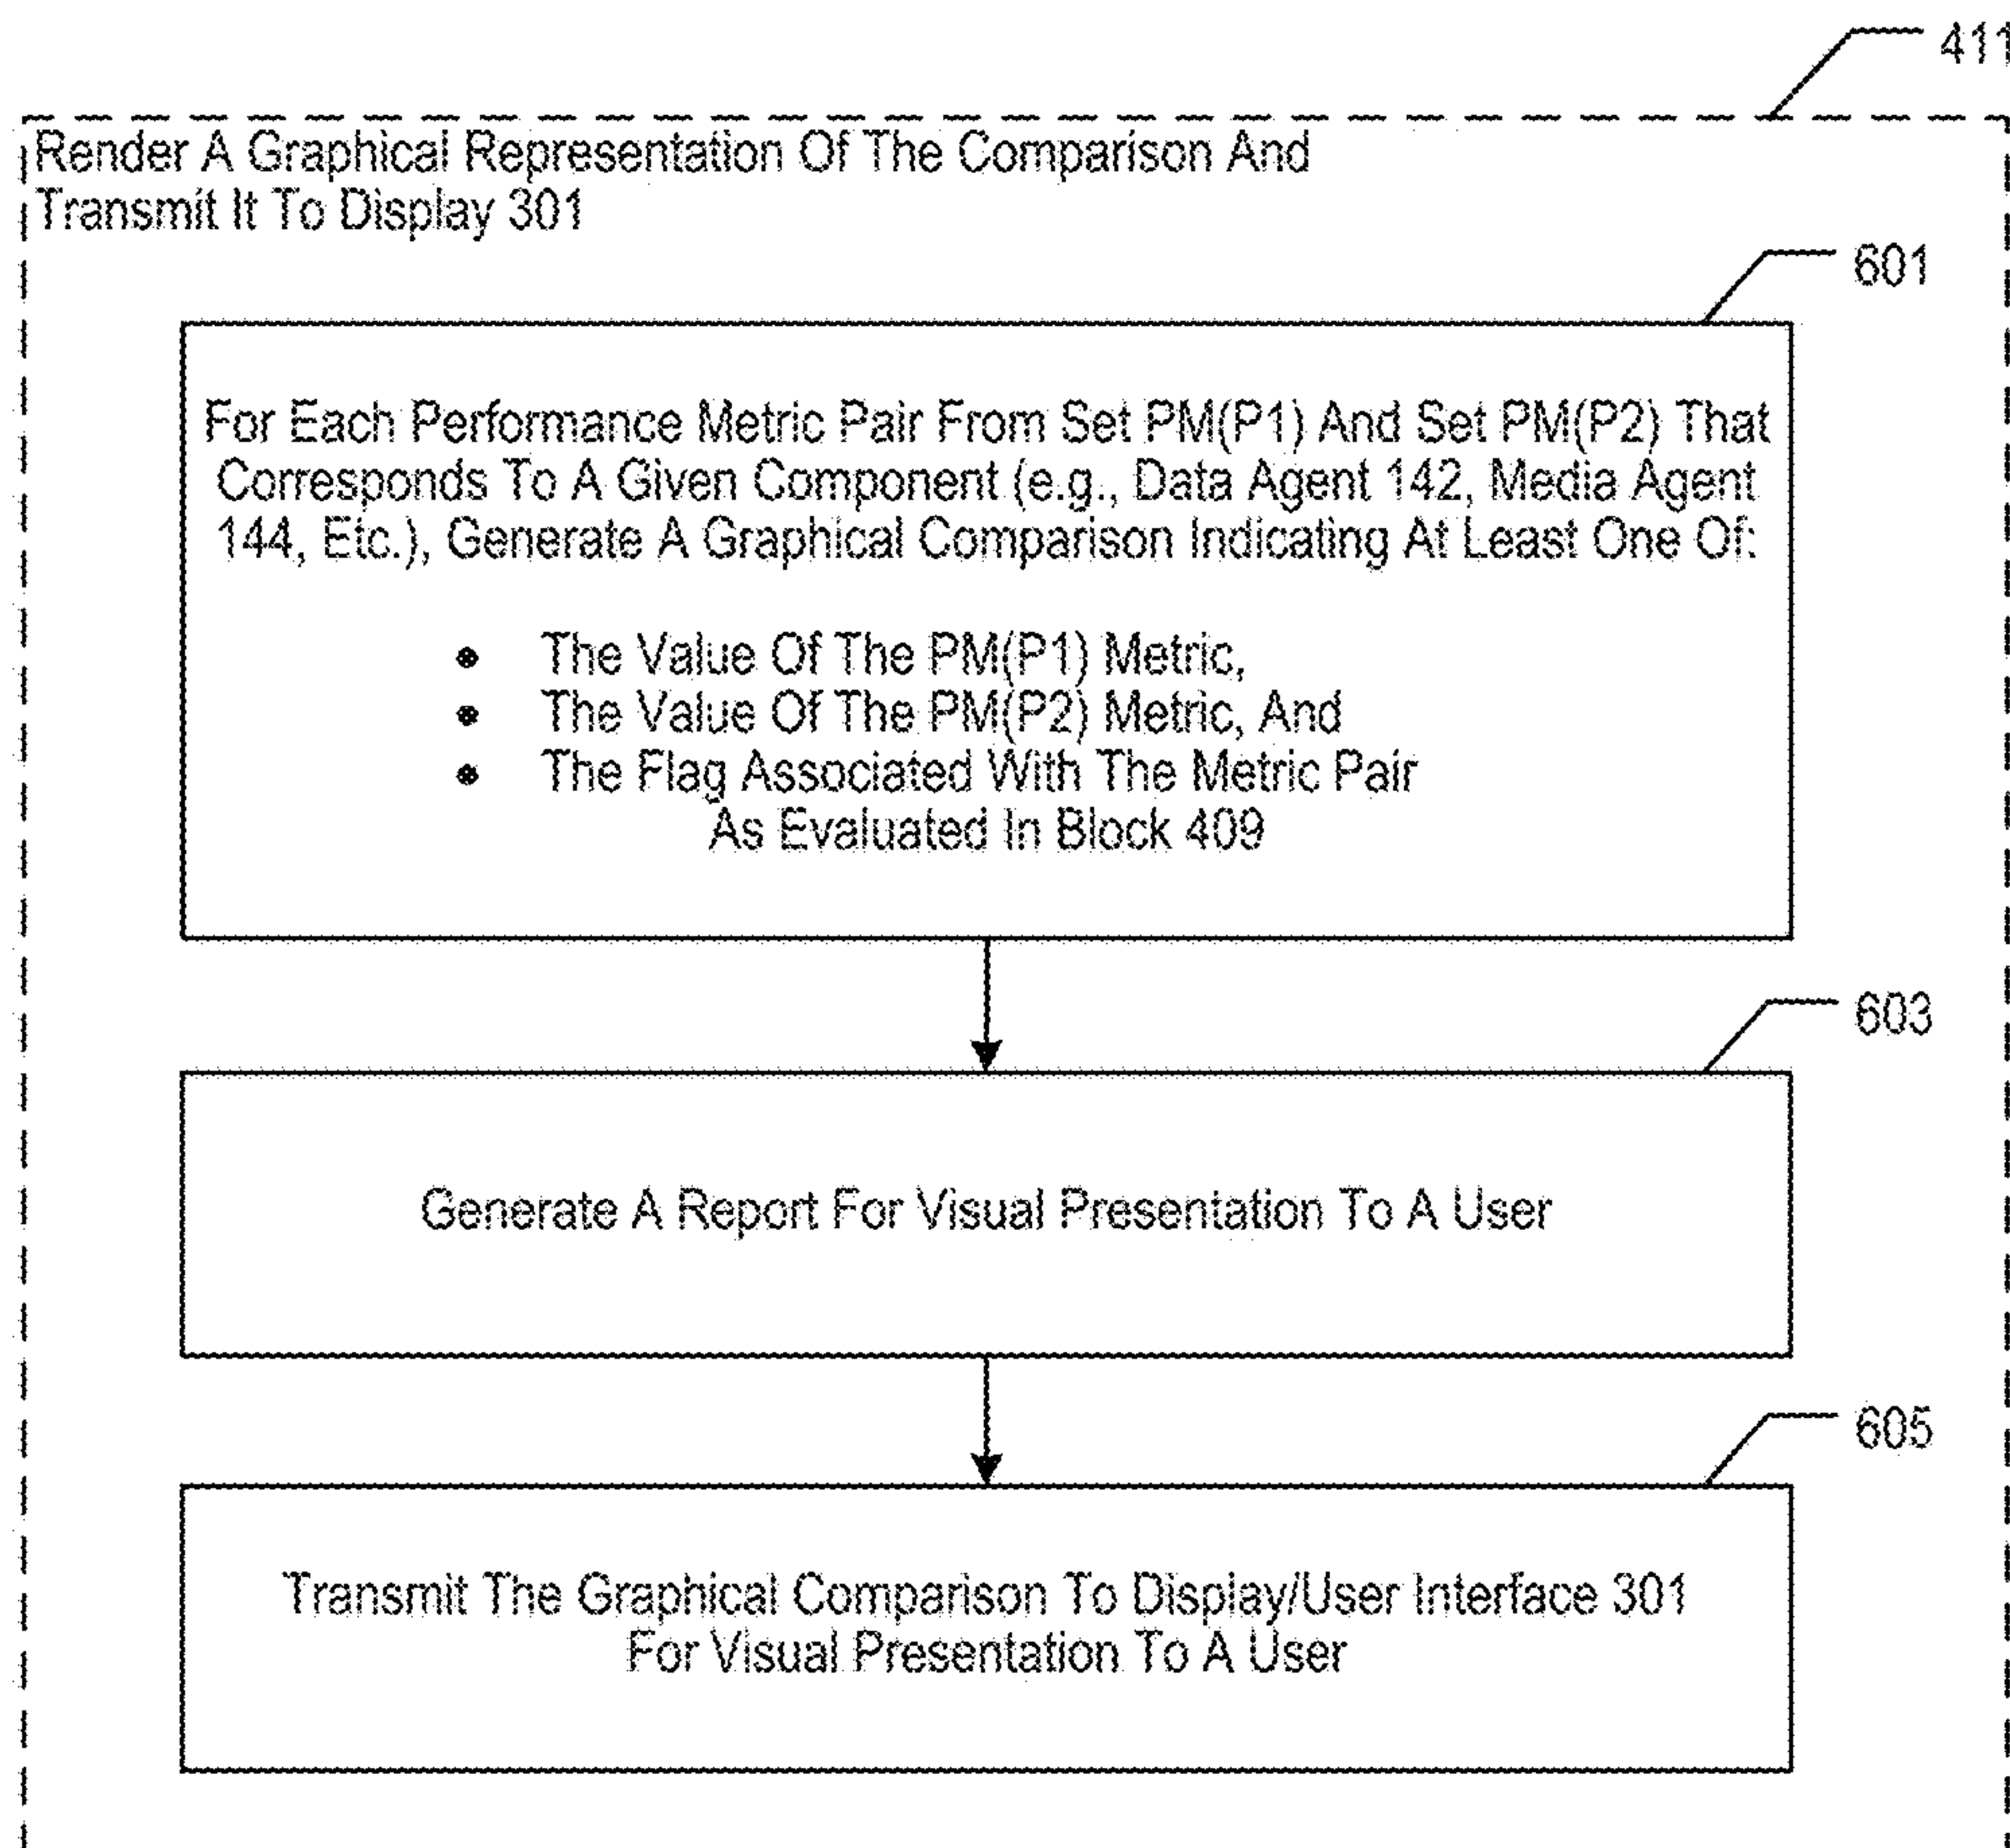 411
Render A Graphical Representation Of The Comparison And
Transmit It To Display 301
601
For Each Performance Metric Pair From Set PM(P1) And Set PM(P2) That
Corresponds To A Given Component (e.g., Data Agent 142, Media Agent
144, Etc.), Generate A Graphical Comparison Indicating At Least One Of:
• The Value Of The PM(P1) Metric,
• The Value Of The PM(P2) Metric, And
• The Flag Associated With The Metric Pair
As Evaluated In Block 409
603
Generate A Report For Visual Presentation To A User
605
Transmit The Graphical Comparison To Display/User Interface 301
For Visual Presentation To A User